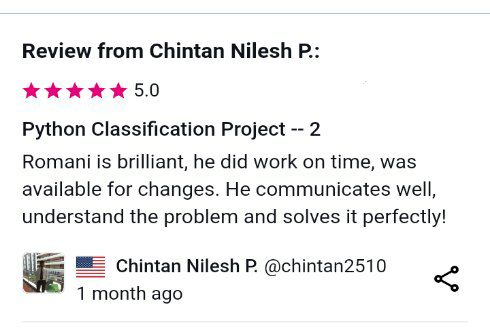 Review from Chintan Nilesh P.:
5.0
Python Classification Project -- 2
Romani is brilliant, he did work on time, was
available for changes. He communicates well,
understand the problem and solves it perfectly!
Chintan Nilesh P. @chintan2510
1 month ago